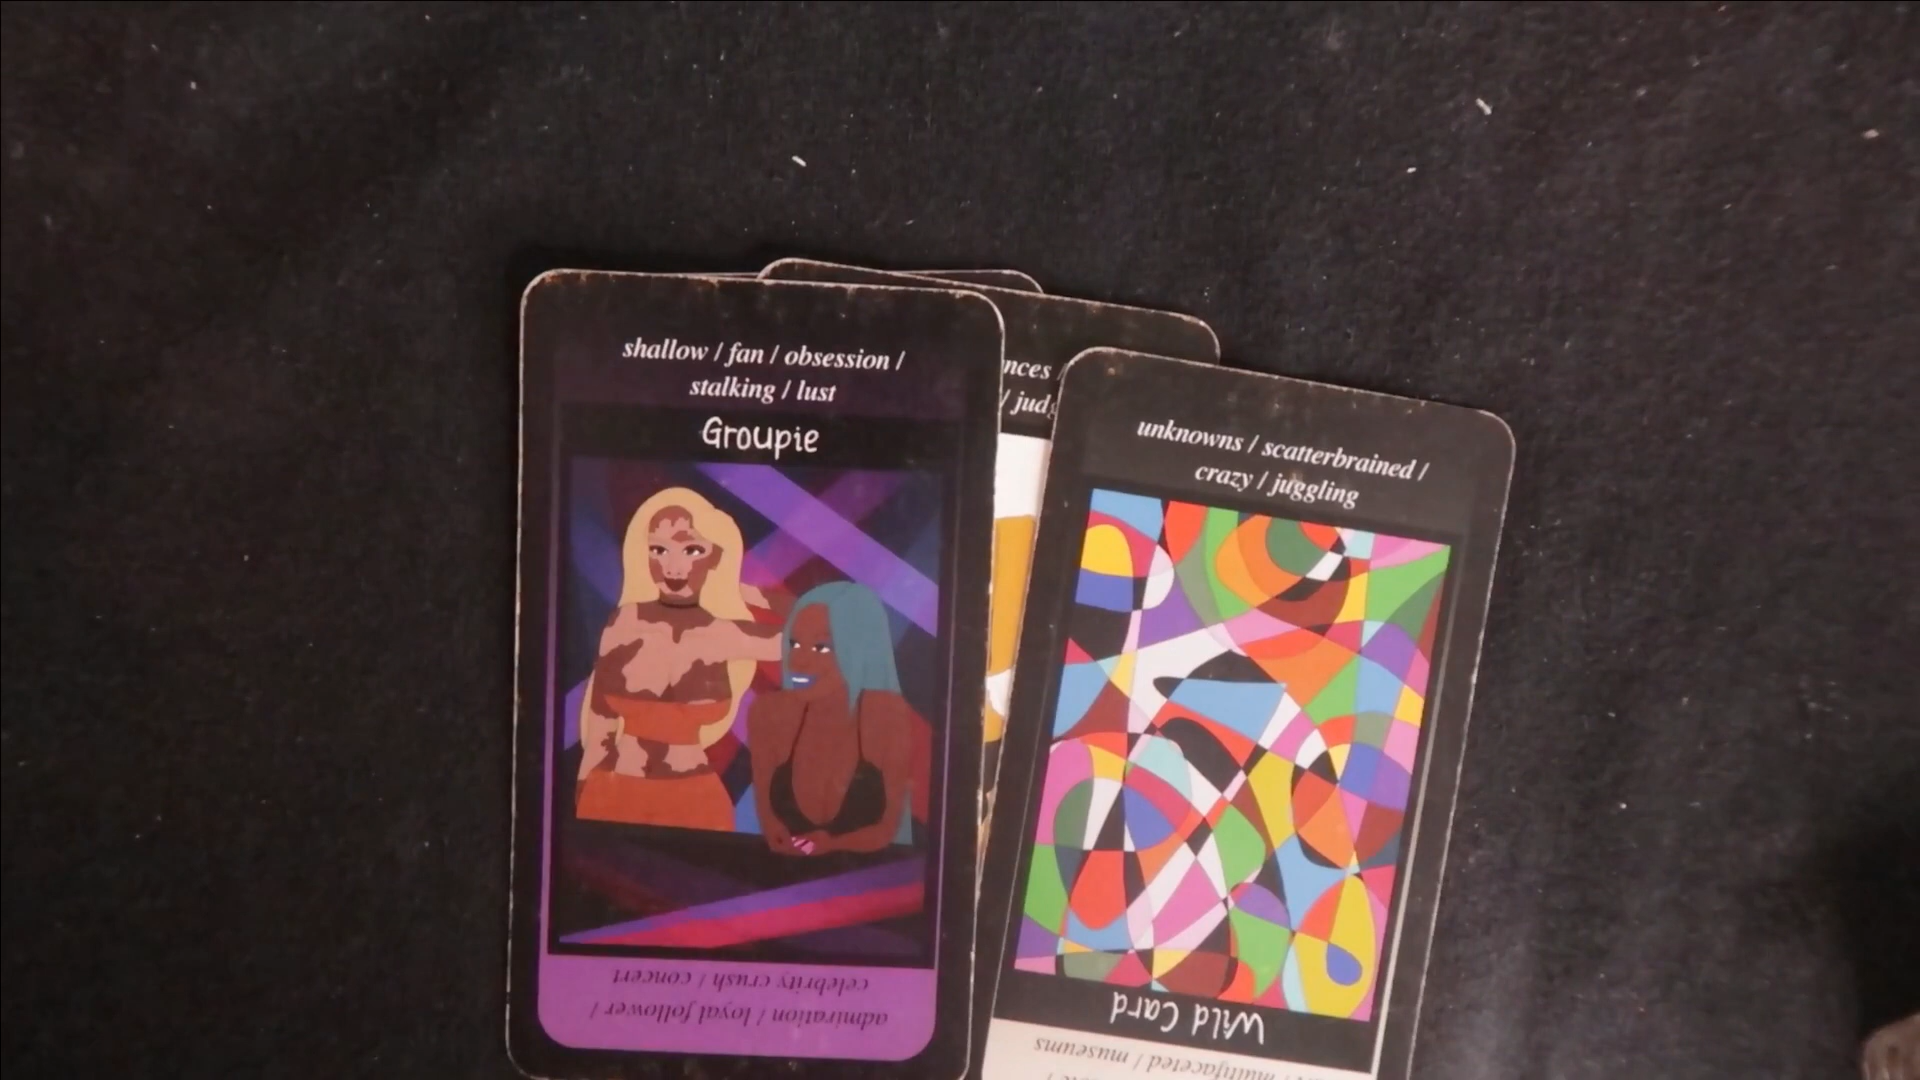 shallow / fan / obsession /
stalking / lust
Groupie
admiration / loyal follower /
celebrity crush / concert
/ judg
unknowns / scatterbrained /
crazy / juggling
Wild Card
/ multifaceted / museums